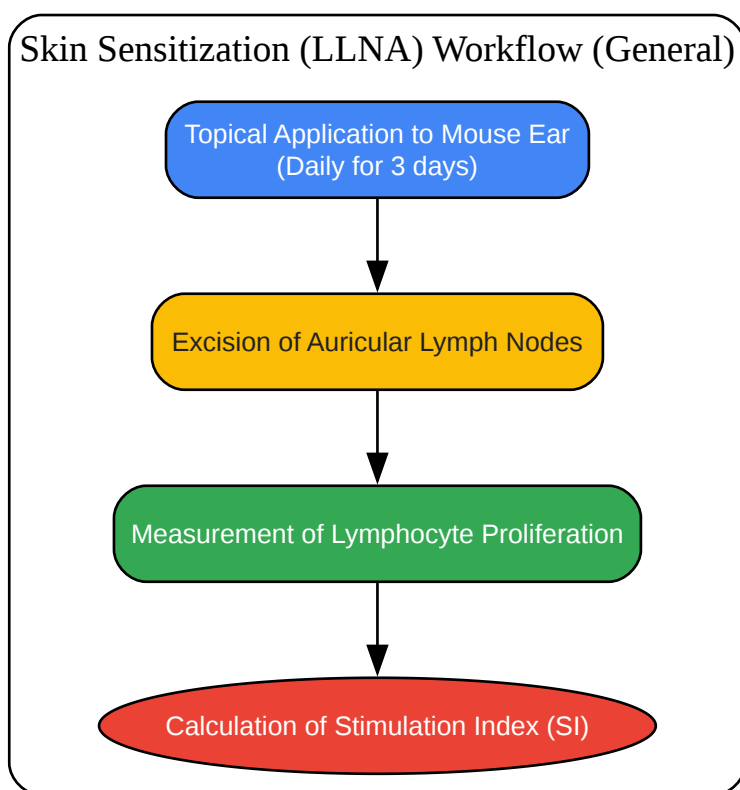 Skin Sensitization (LLNA) Workflow (General)
Topical Application to Mouse Ear
(Daily for 3 days)
Excision of Auricular Lymph Nodes
Measurement of Lymphocyte Proliferation
Calculation of Stimulation Index (SI)